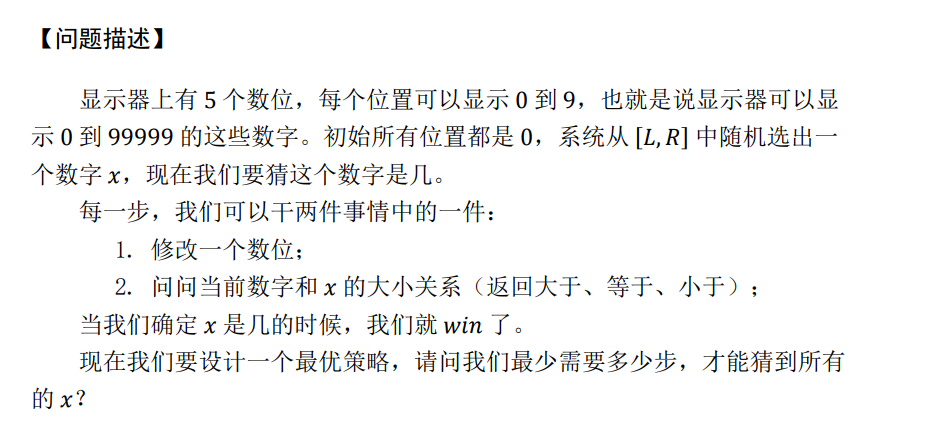 【问题描述】
显示器上有 5 个数位，每个位置可以显示 0 到 9，也就是说显示器可以显
示 0 到 99999 的这些数字。初始所有位置都是 0，系统从 [L, R] 中随机选出一
个数字 x，现在我们要猜这个数字是几。
每一步，我们可以干两件事情中的一件：
1. 修改一个数位；
2. 问问当前数字和 x 的大小关系（返回大于、等于、小于）；
当我们确定 x 是几的时候，我们就 win 了。
现在我们要设计一个最优策略，请问我们最少需要多少步，才能猜到所有
的 x？